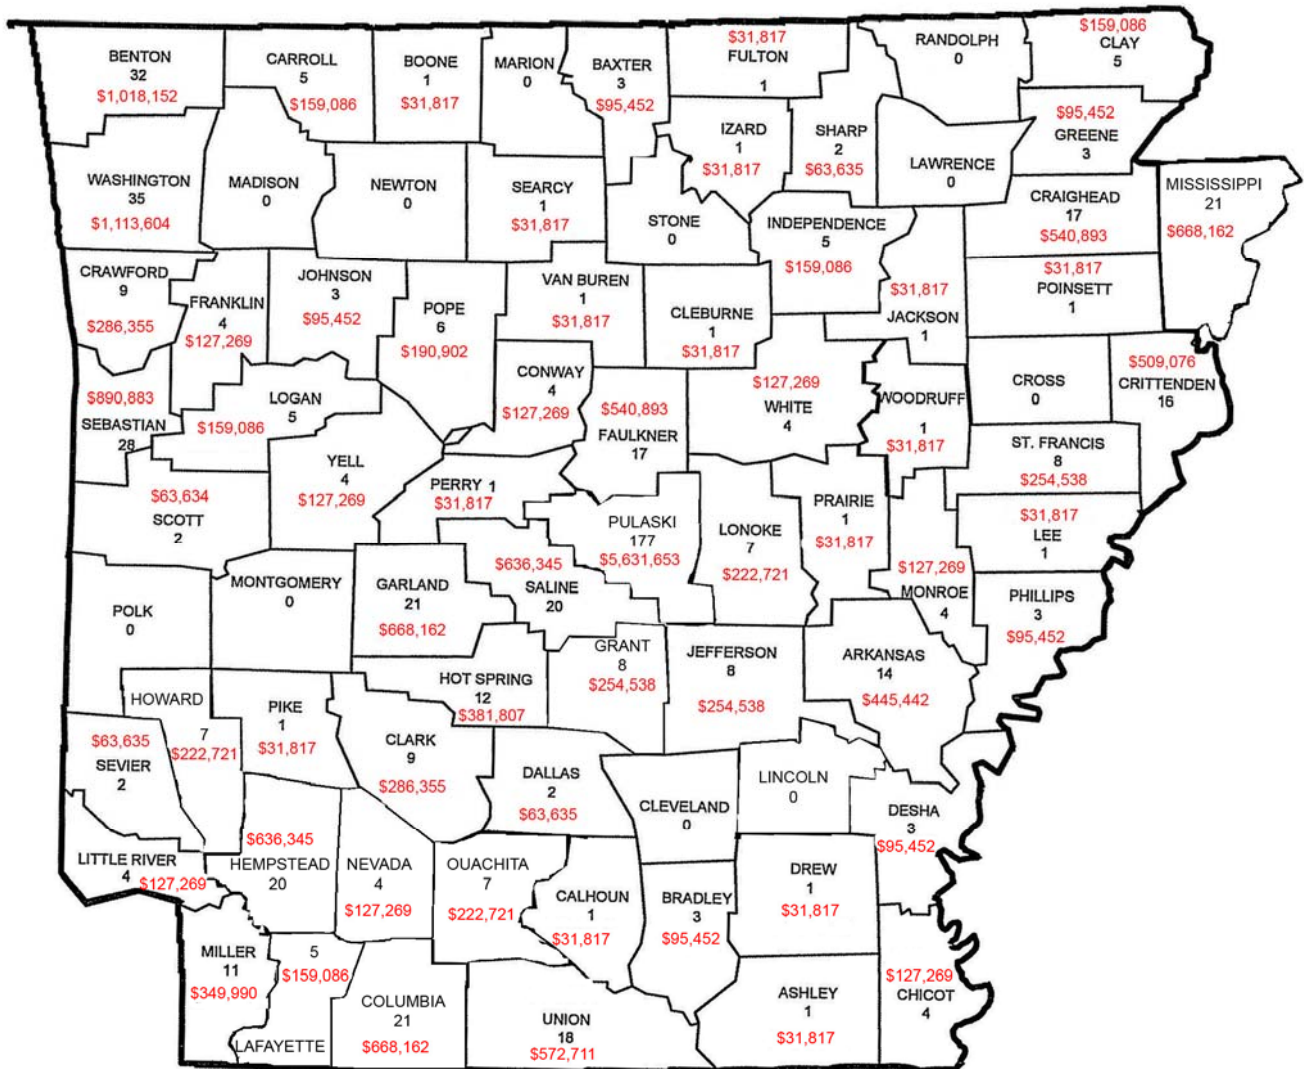 BENTON
32
$1,018,152
CARROLL
5
$159,086
BOONE
1
$31,817
MARION
0
BAXTER
3
$95,452
$31,817
FULTON
1
RANDOLPH
0
$159,086
CLAY
5
IZARD
1
$31,817
SHARP
2
$63,635
LAWRENCE
0
$95,452
GREENE
3
WASHINGTON
35
$1,113,604
MADISON
0
NEWTON
0
SEARCY
1
$31,817
STONE
0
INDEPENDENCE
5
$159,086
CRAIGHEAD
17
$540,893
MISSISSIPPI
21
$668,162
CRAWFORD
9
$286,355
FRANKLIN
4
$127,269
JOHNSON
3
$95,452
POPE
6
$190,902
VAN BUREN
1
$31,817
CLEBURNE
1
$31,817
$31,817
JACKSON
1
$31,817
POINSETT
1
$890,883
SEBASTIAN
28
LOGAN
5
$159,086
CONWAY
4
$127,269
$540,893
FAULKNER
17
$127,269
WHITE
4
WOODRUFF
1
$31,817
CROSS
0
$509,076
CRITTENDEN
16
YELL
4
$127,269
PERRY 1
$31,817
ST. FRANCIS
8
$254,538
$63,634
SCOTT
2
PULASKI
177
$5,631,653
LONOKE
7
$222,721
PRAIRIE
1
$31,817
$31,817
LEE
1
POLK
0
MONTGOMERY
0
GARLAND
21
$668,162
$636,345
SALINE
20
$127,269
MONROE
4
PHILLIPS
3
$95,452
HOT SPRING
12
$381,807
GRANT
8
$254,538
JEFFERSON
8
$254,538
ARKANSAS
14
$445,442
HOWARD
7
$222,721
PIKE
1
$31,817
CLARK
9
$286,355
$63,635
SEVIER
2
DALLAS
2
$63,635
CLEVELAND
0
LINCOLN
0
DESHA
3
$95,452
LITTLE RIVER
4 $127,269
$636,345
HEMPSTEAD
20
NEVADA
4
$127,269
OUACHITA
7
$222,721
CALHOUN
1
$31,817
BRADLEY
3
$95,452
DREW
1
$31,817
MILLER
11
$349,990
5
$159,086
LAFAYETTE
COLUMBIA
21
$668,162
UNION
18
$572,711
ASHLEY
1
$31,817
$127,269
CHICOT
4